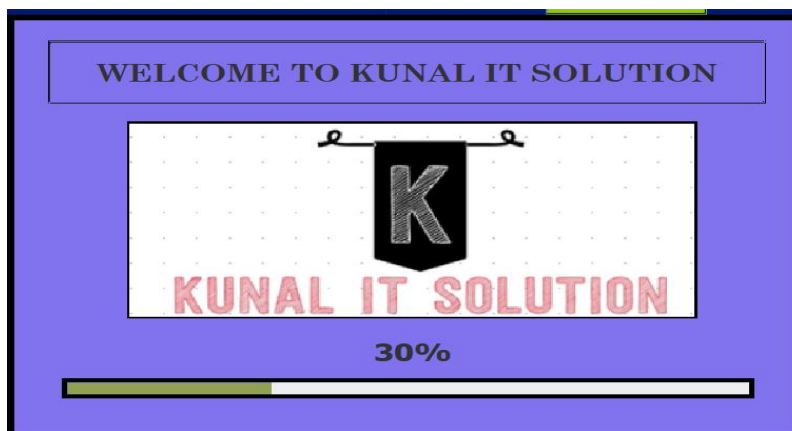 WELCOME TO KUNAL IT SOLUTION
K
KUNAL IT SOLUTION
30%